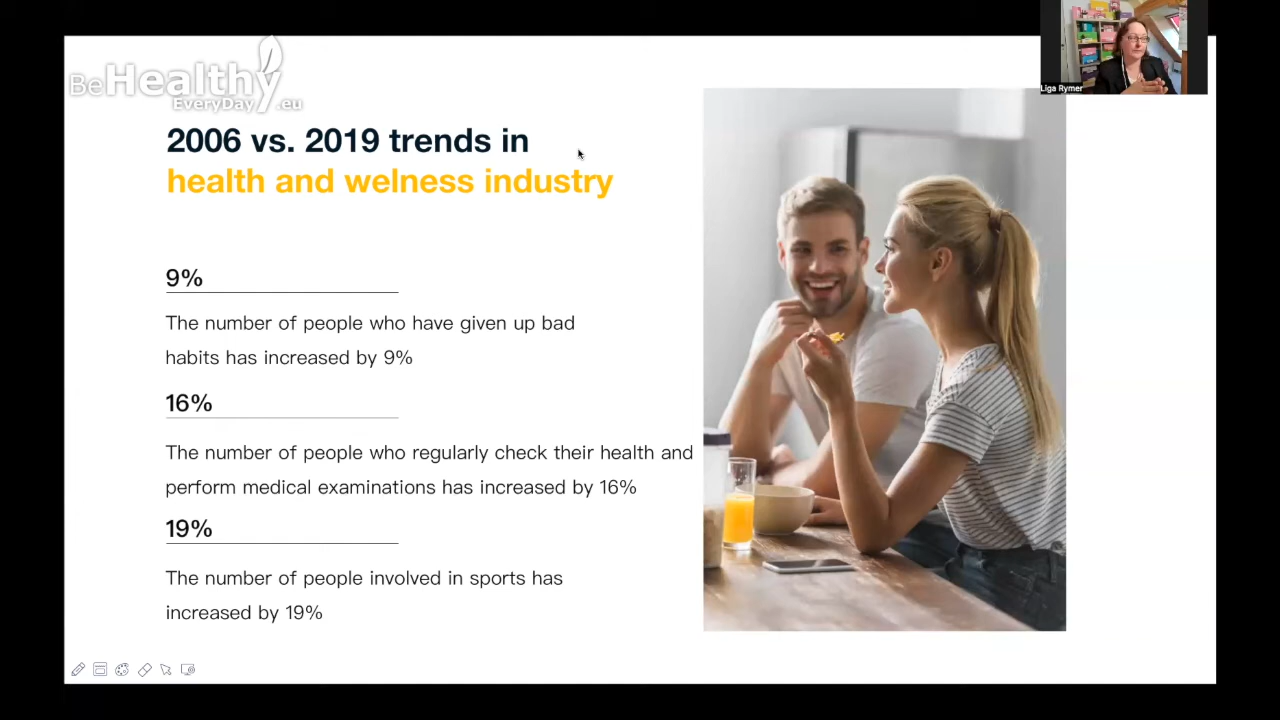 BeHealthy
EveryDay.eu
Liga Rymer
2006 vs. 2019 trends in
health and welness industry
9%
The number of people who have given up bad
habits has increased by 9%
16%
The number of people who regularly check their health and
perform medical examinations has increased by 16%
19%
The number of people involved in sports has
increased by 19%